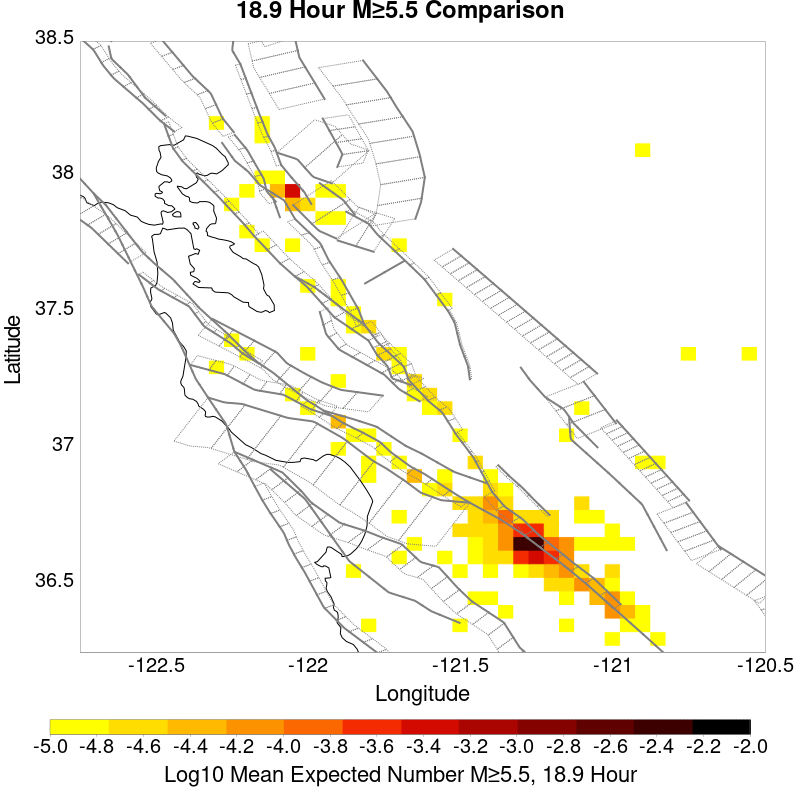 18.9 Hour M≥5.5 Comparison
38.5
38
37.5
37
36.5
Latitude
-122.5 -122 -121.5 -121 -120.5
Longitude
-5.0 -4.8 -4.6 -4.4 -4.2 -4.0 -3.8 -3.6 -3.4 -3.2 -3.0 -2.8 -2.6 -2.4 -2.2 -2.0
Log10 Mean Expected Number M≥5.5, 18.9 Hour